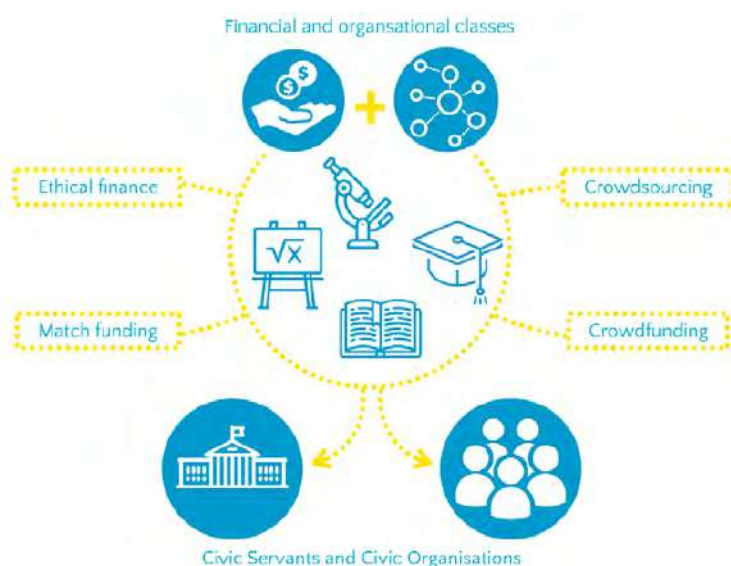 Financial and organsational classes
$
$
Ethical finance
Crowdsourcing
√x
Match funding
Crowdfunding
Civic Servants and Civic Organisations